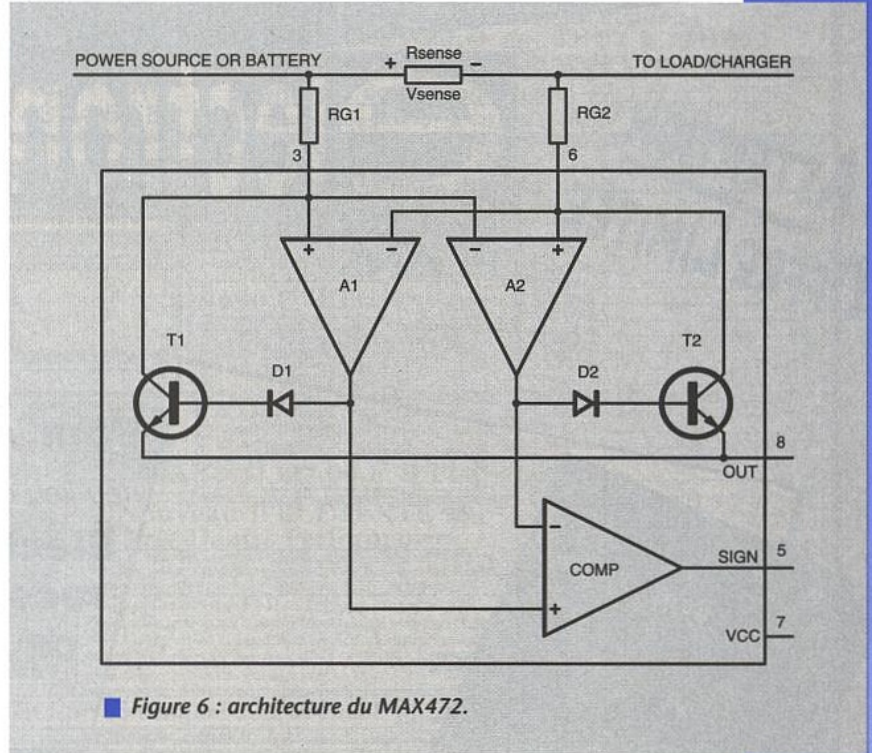 POWER SOURCE OR BATTERY
+ Rsense -
Vsense
TO LOAD/CHARGER
RG1
RG2
3
6
+ -
- +
A1
A2
T1
D1
D2
T2
8
OUT
-
COMP
+
SIGN 5
7
VCC
Figure 6 : architecture du MAX472.